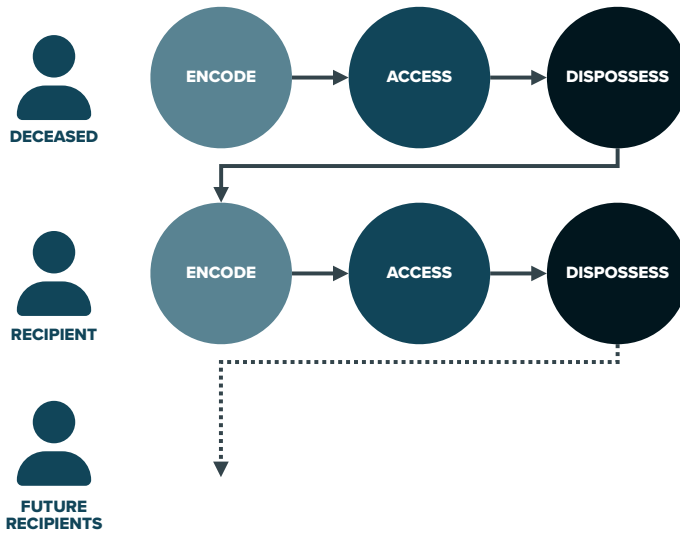 ENCODE
ACCESS
DISPOSSESS
DECEASED
ENCODE
ACCESS
DISPOSSESS
RECIPIENT
FUTURE
RECIPIENTS